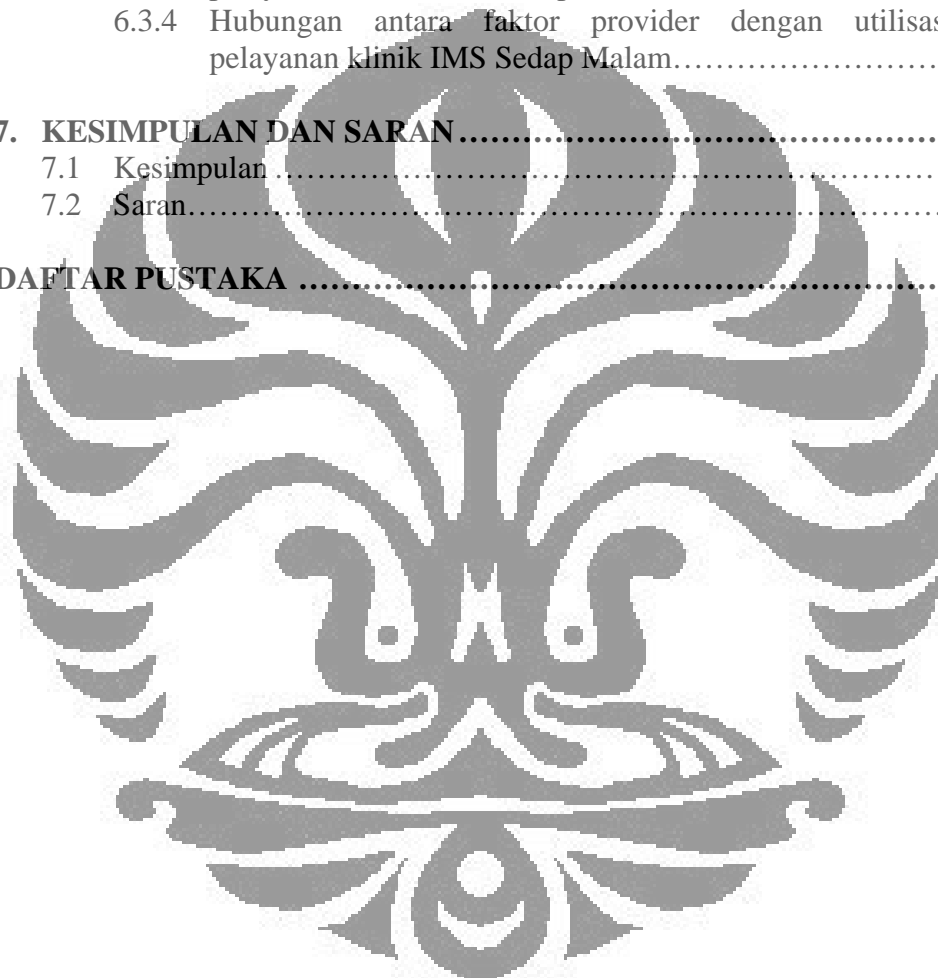 6.3.4 Hubungan antara faktor provider dengan utilisas
pelayanan klinik IMS Sedap Malam……………………
7. KESIMPULAN DAN SARAN……………………………………
7.1 Kesimpulan ……………………………………………………
7.2 Saran……………………………………………………………
DAFTAR PUSTAKA ……………………………………………………